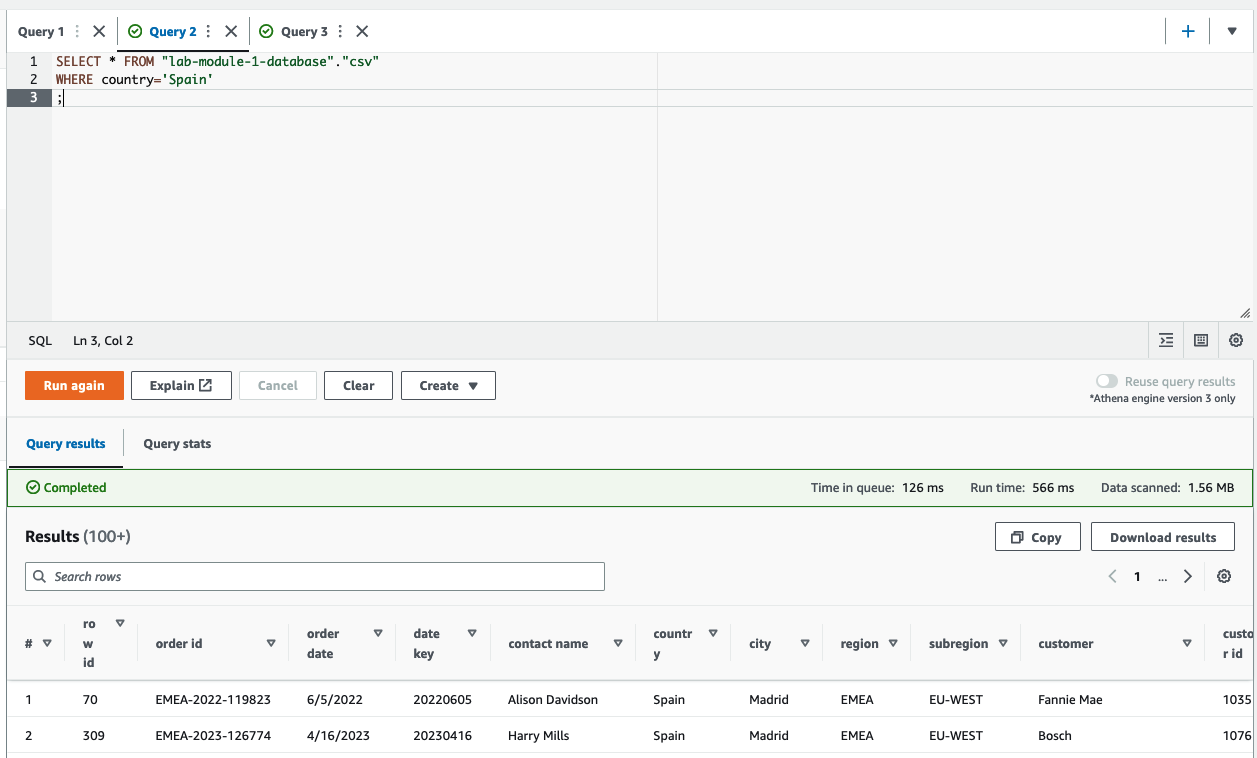 Query 1 Query 2 Query 3
1 SELECT * FROM "lab-module-1-database"."csv"
2 WHERE country='Spain'
3 ;
SQL Ln 3, Col 2
Run again Explain Cancel Clear Create Reuse query results
*Athena engine version 3 only
Query results Query stats
Completed Time in queue: 126 ms Run time: 566 ms Data scanned: 1.56 MB
Results (100+) Copy Download results
Search rows 1 ...
# row id order id order date date key contact name country city region subregion customer custo r id
1 70 EMEA-2022-119823 6/5/2022 20220605 Alison Davidson Spain Madrid EMEA EU-WEST Fannie Mae 1035
2 309 EMEA-2023-126774 4/16/2023 20230416 Harry Mills Spain Madrid EMEA EU-WEST Bosch 1076